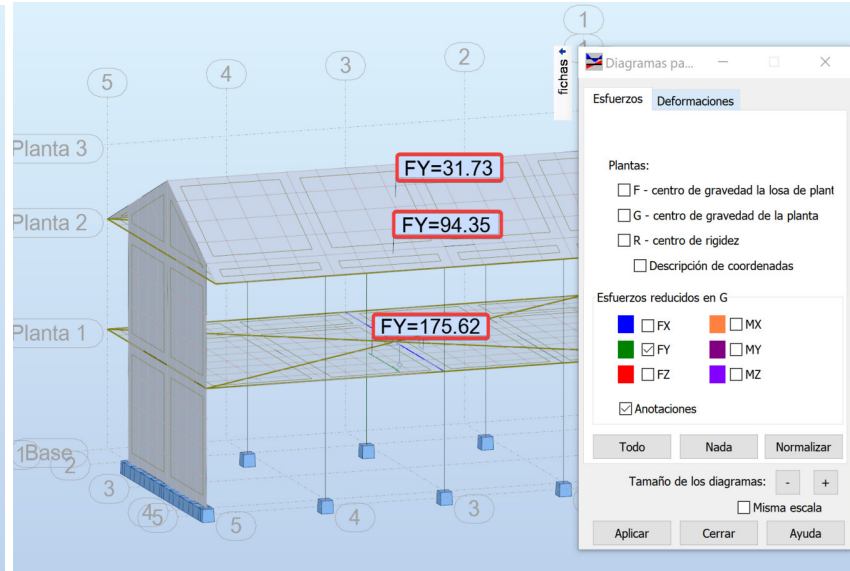 1
1
2
3
4
5
fichas
Planta 3
Planta 2
Planta 1
FY=31.73
FY=94.35
FY=175.62
1Base
2
3
4
5
5
4
3
Diagramas pa...
Esfuerzos
Deformaciones
Plantas:
F - centro de gravedad la losa de plant
G - centro de gravedad de la planta
R - centro de rigidez
Descripción de coordenadas
Esfuerzos reducidos en G
FX
MX
FY
MY
FZ
MZ
Anotaciones
Todo
Nada
Normalizar
Tamaño de los diagramas:
-
+
Misma escala
Aplicar
Cerrar
Ayuda